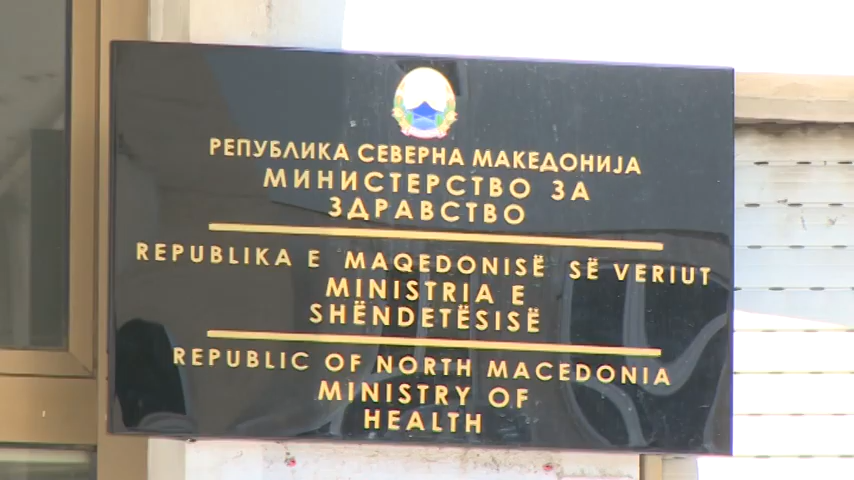 РЕПУБЛИКА СЕВЕРНА МАКЕДОНИЈА
МИНИСТЕРСТВО ЗА
ЗДРАВСТВО
REPUBLIKA E MAQEDONISË SË VERIUT
MINISTRIA E
SHËNDETËSISË
REPUBLIC OF NORTH MACEDONIA
MINISTRY OF
HEALTH